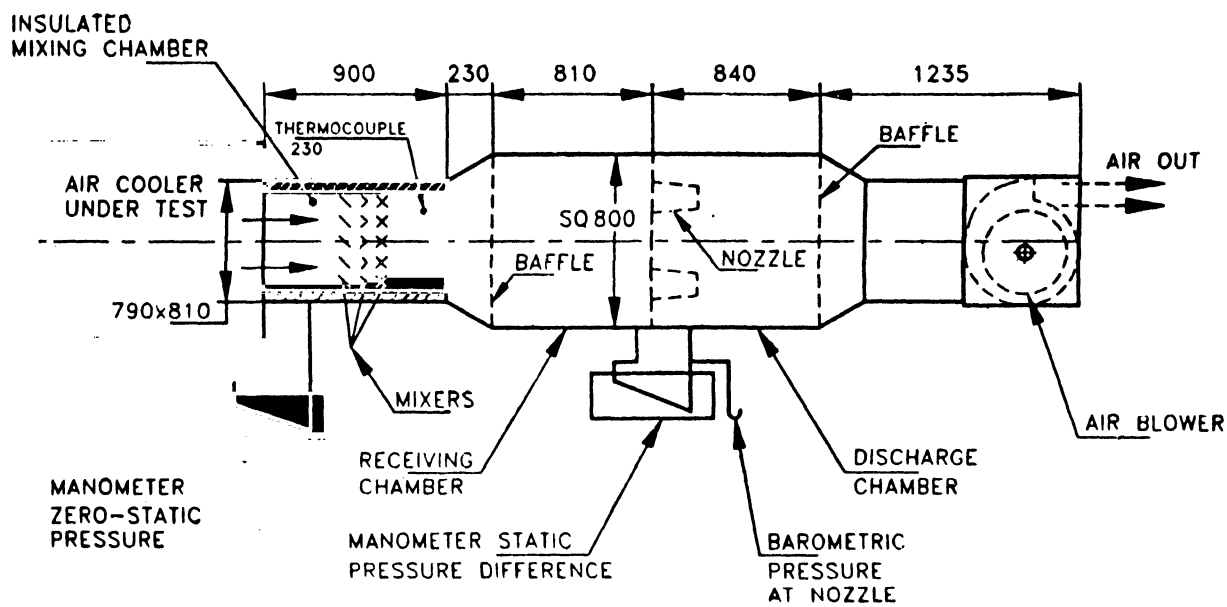 INSULATED
MIXING CHAMBER
900
230
810
840
1235
THERMOCOUPLE
230
BAFFLE
AIR OUT
AIR COOLER
UNDER TEST
SQ 800
NOZZLE
BAFFLE
790x810
MIXERS
AIR BLOWER
RECEIVING
CHAMBER
DISCHARGE
CHAMBER
MANOMETER
ZERO-STATIC
PRESSURE
MANOMETER STATIC
PRESSURE DIFFERENCE
BAROMETRIC
PRESSURE
AT NOZZLE